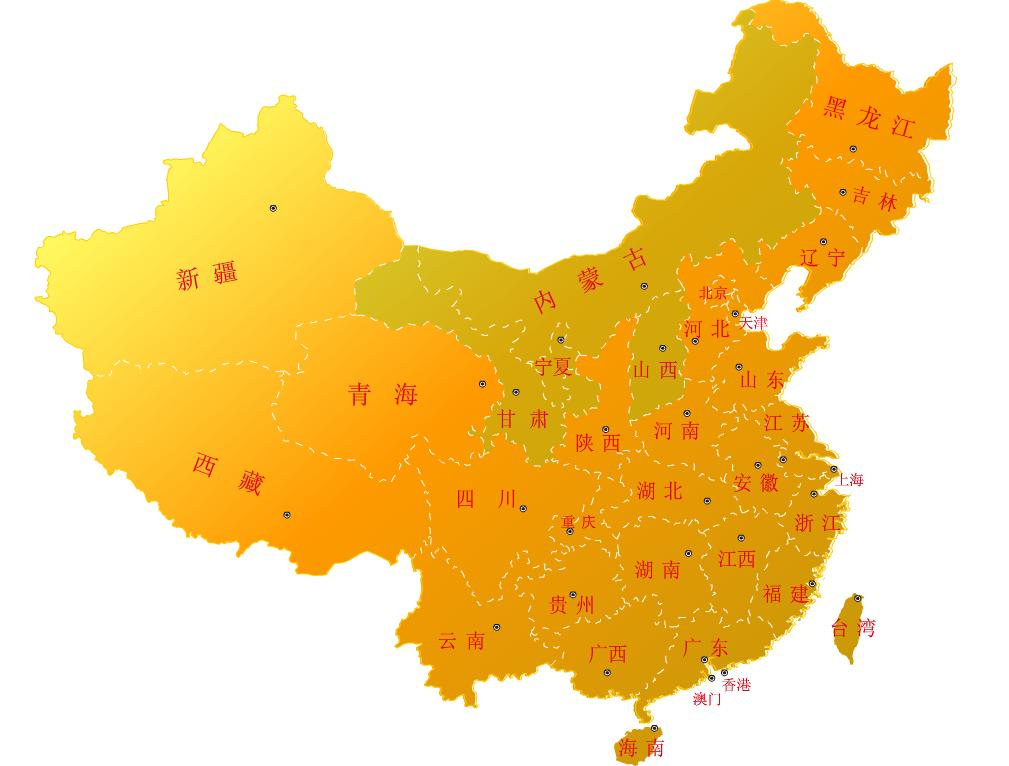 黑龙江
吉林
辽宁
内蒙古
新疆
北京
天津
河北
宁夏
山西
山东
青海
甘肃
陕西
河南
江苏
西藏
四川
湖北
安徽
上海
重庆
浙江
湖南
江西
贵州
福建
云南
广西
广东
台湾
香港
澳门
海南